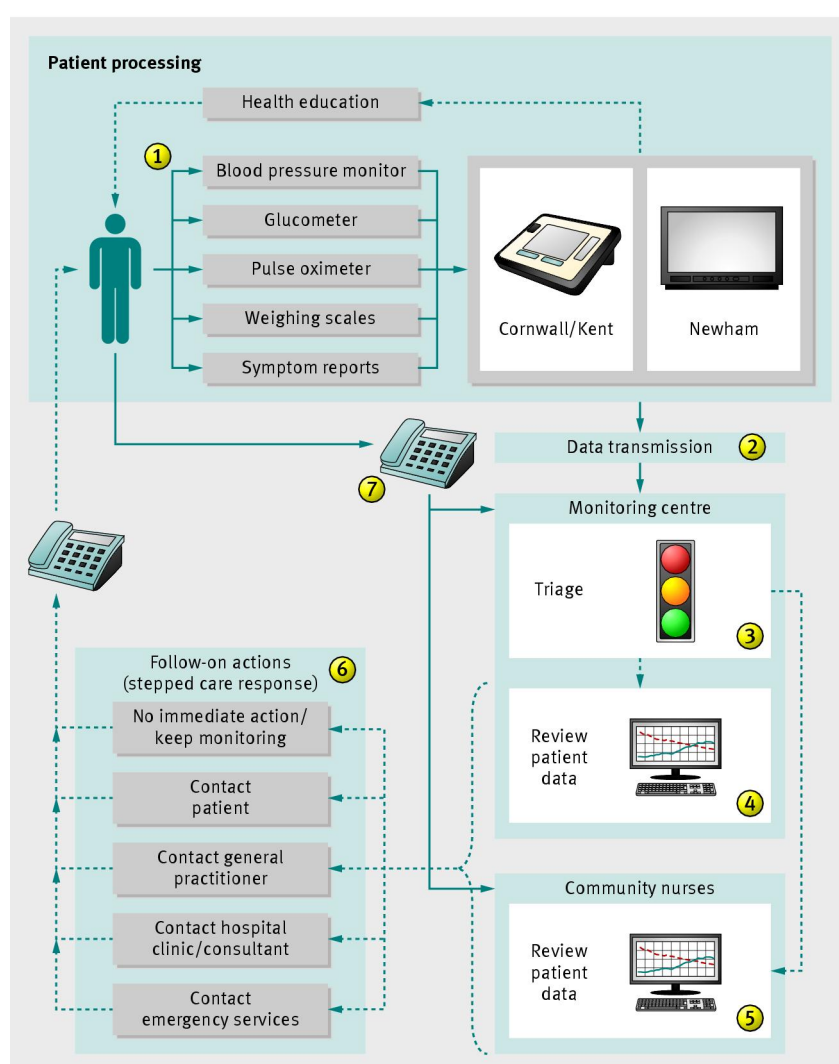 Patient processing
Health education
1
Blood pressure monitor
Glucometer
Pulse oximeter
Weighing scales
Symptom reports
Cornwall/Kent
Newham
Data transmission
2
7
Monitoring centre
Triage
3
Follow-on actions
(stepped care response)
6
No immediate action/
keep monitoring
Contact
patient
Contact general
practitioner
Contact hospital
clinic/consultant
Contact
emergency services
Review
patient
data
4
Community nurses
Review
patient
data
5